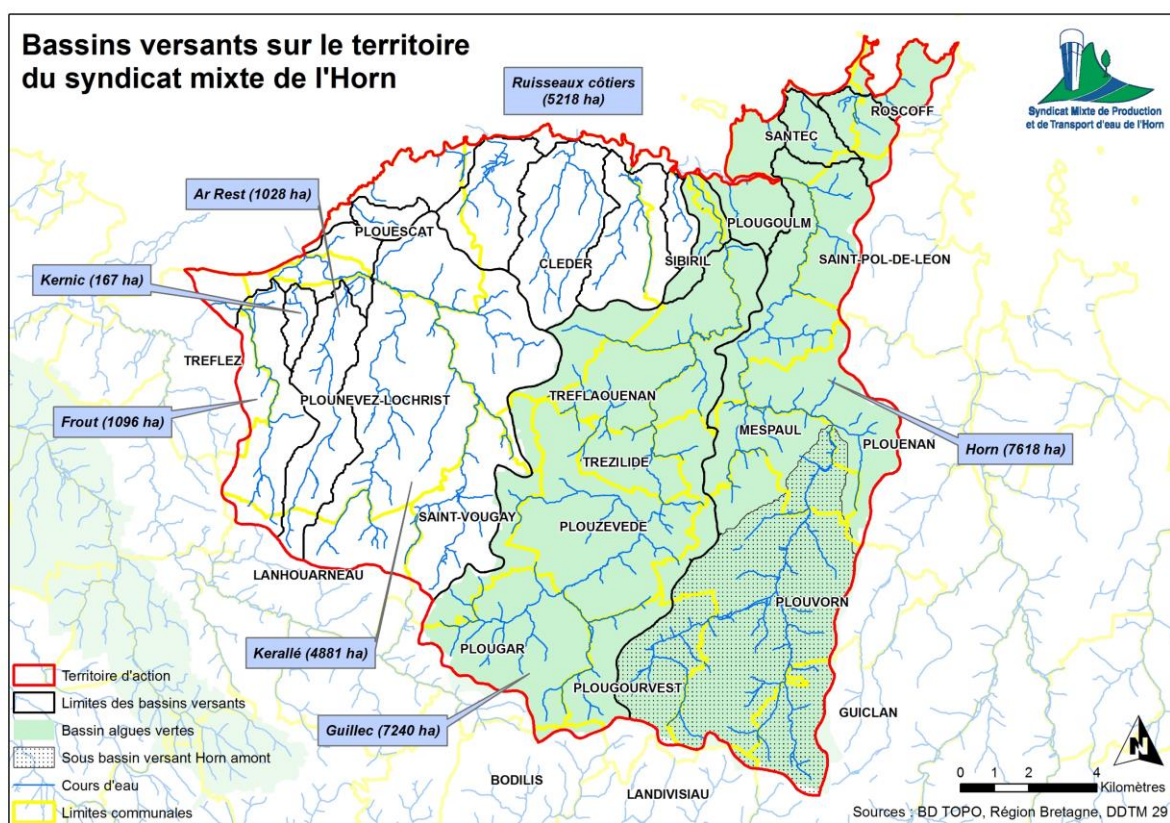 Bassins versants sur le territoire
du syndicat mixte de l'Horn
Syndicat Mixte de Production
et de Transport d'eau de l'Horn
Ruisseaux côtiers
(5218 ha)
ROSCOFF
SANTEC
Ar Rest (1028 ha)
PLOUESCAT
PLOUGOULM
CLEDER
SIBIRIL
SAINT-POL-DE-LEON
Kernic (167 ha)
TREFLEZ
PLOUNEVEZ-LOCHRIST
TREFLAOUENAN
Frout (1096 ha)
MESPAUL
PLOUENAN
Horn (7618 ha)
TREZILIDE
SAINT-VOUGAY
PLOUZEVEDE
LANHOUARNEAU
PLOUVORN
Kerallé (4881 ha)
PLOUGAR
PLOUGOURVEST
GUICLAN
Guillec (7240 ha)
BODILIS
LANDIVISIAU
Territoire d'action
Limites des bassins versants
Bassin algues vertes
Sous bassin versant Horn amont
Cours d'eau
Limites communales
N
0 1 2 4
Kilomètres
Sources : BD TOPO, Région Bretagne, DDTM 29